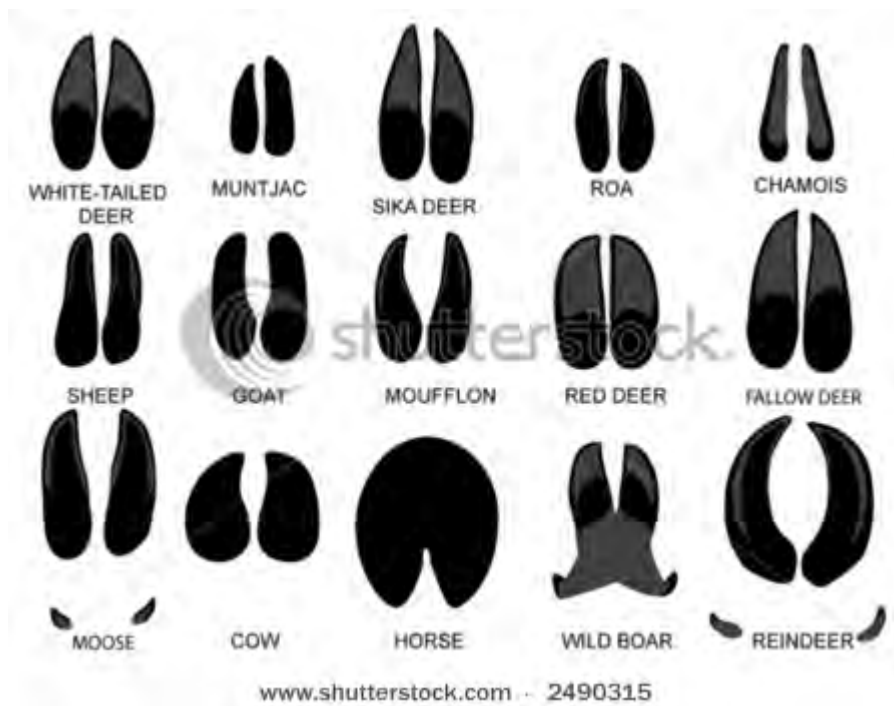 WHITE-TAILED
DEER
MUNTJAC
SIKA DEER
ROA
CHAMOIS
SHEEP
GOAT
MOUFFLON
RED DEER
FALLOW DEER
shutterstock.
MOOSE
COW
HORSE
WILD BOAR
REINDEER
www.shutterstock.com · 2490315